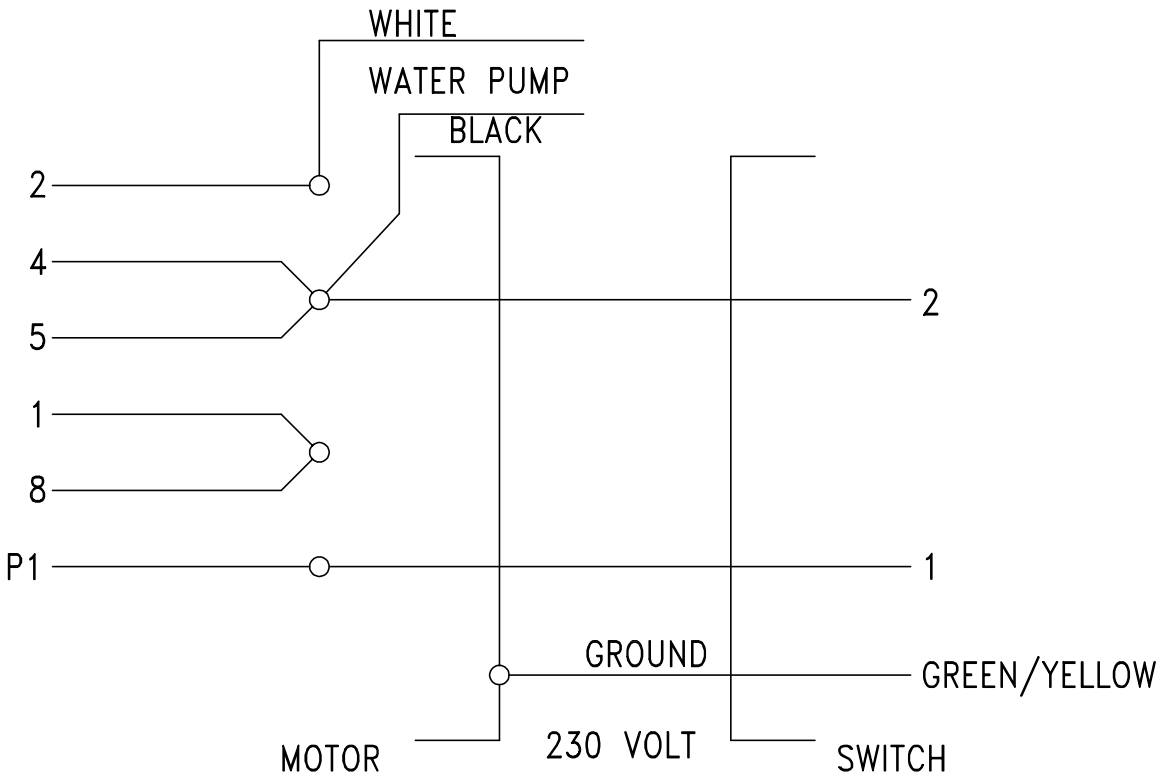 WHITE
WATER PUMP
BLACK
2
4
2
5
1
8
P1
1
GROUND
GREEN/YELLOW
MOTOR
230 VOLT
SWITCH